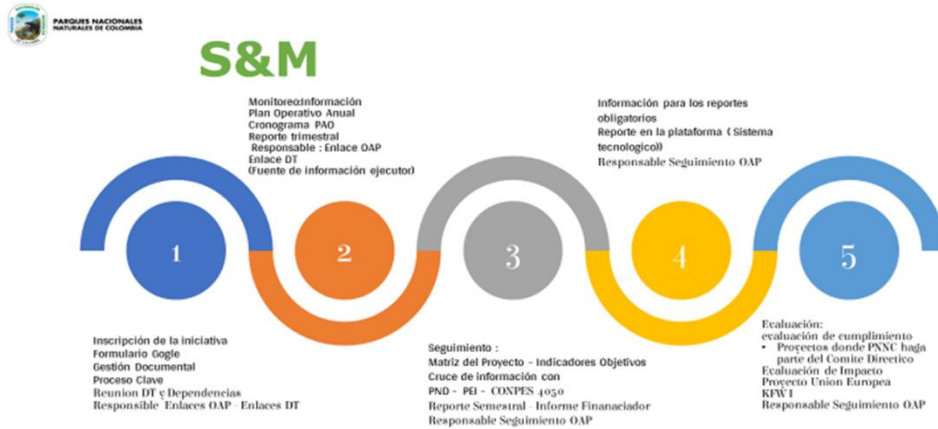 PARQUES NACIONALES
NATURALES DE COLOMBIA
S&M
Monitoreo:Información
Plan Operativo Anual
Cronograma PAO
Reporte trimestral
Responsable : Enlace OAP
Enlace DT
(Fuente de información ejecutor)
Información para los reportes
obligatorios
Reporte en la plataforma ( Sistema
tecnologico))
Responsable Seguimiento OAP
1
2
3
4
5
Inscripción de la iniciativa
Formulario Gogle
Gestión Documental
Proceso Clave
Reunion DT y Dependencias
Responsible Enlaces OAP - Enlaces DT
Seguimiento :
Matriz del Proyecto - Indicadores Objetivos
Cruce de información con
PND - PEI - CONPES 4050
Reporte Semestral - Informe Finanaciador
Responsable Seguimiento OAP
Evaluación:
evaluación de cumplimiento
• Proyectos donde PNNC haga
parte del Comite Directico
Evaluación de Impacto
Proyecto Union Europea
KFW I
Responsable Seguimiento OAP